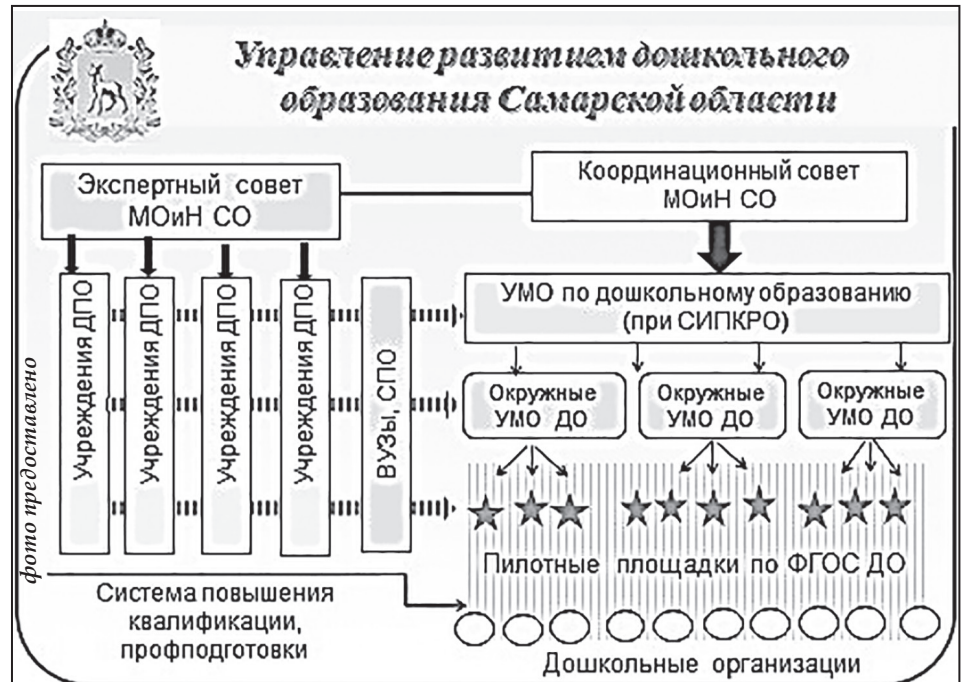 Управление развитием дошкольного
образования Самарской области
Экспертный совет
МОиН СО
Координационный совет
МОиН СО
Учреждения ДПО
Учреждения ДПО
Учреждения ДПО
Учреждения ДПО
ВУЗы, СПО
УМО по дошкольному образованию
(при СИПКРО)
Окружные
УМО ДО
Окружные
УМО ДО
Окружные
УМО ДО
Пилотные площадки по ФГОС ДО
Система повышения
квалификации,
профподготовки
Дошкольные организации
фото предоставлено